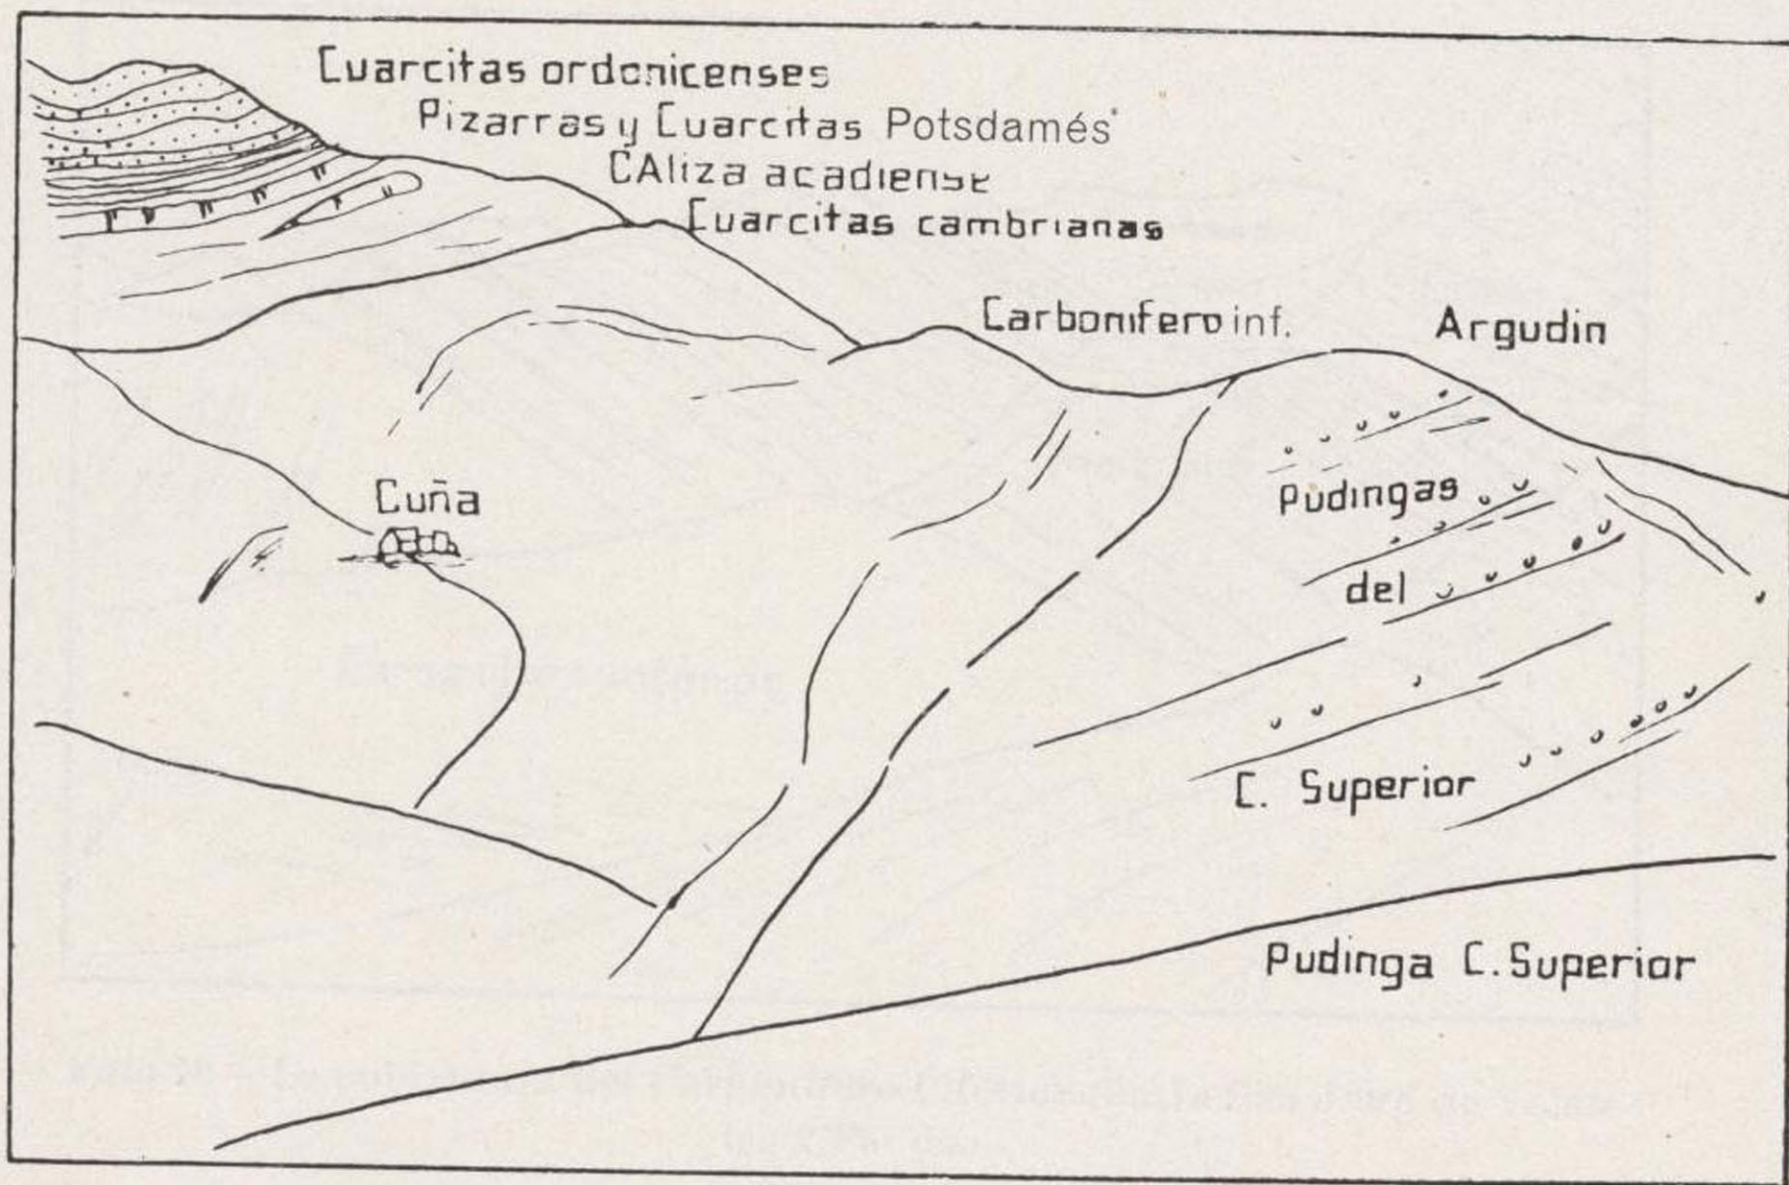 Cuarcitas ordonicenses
Pizarras y Cuarcitas Potsdamés
CAliza acadiense
Cuarcitas cambrianas
Carbonifero inf.
Argudin
Cuña
Pudingas
del
C. Superior
Pudinga C. Superior